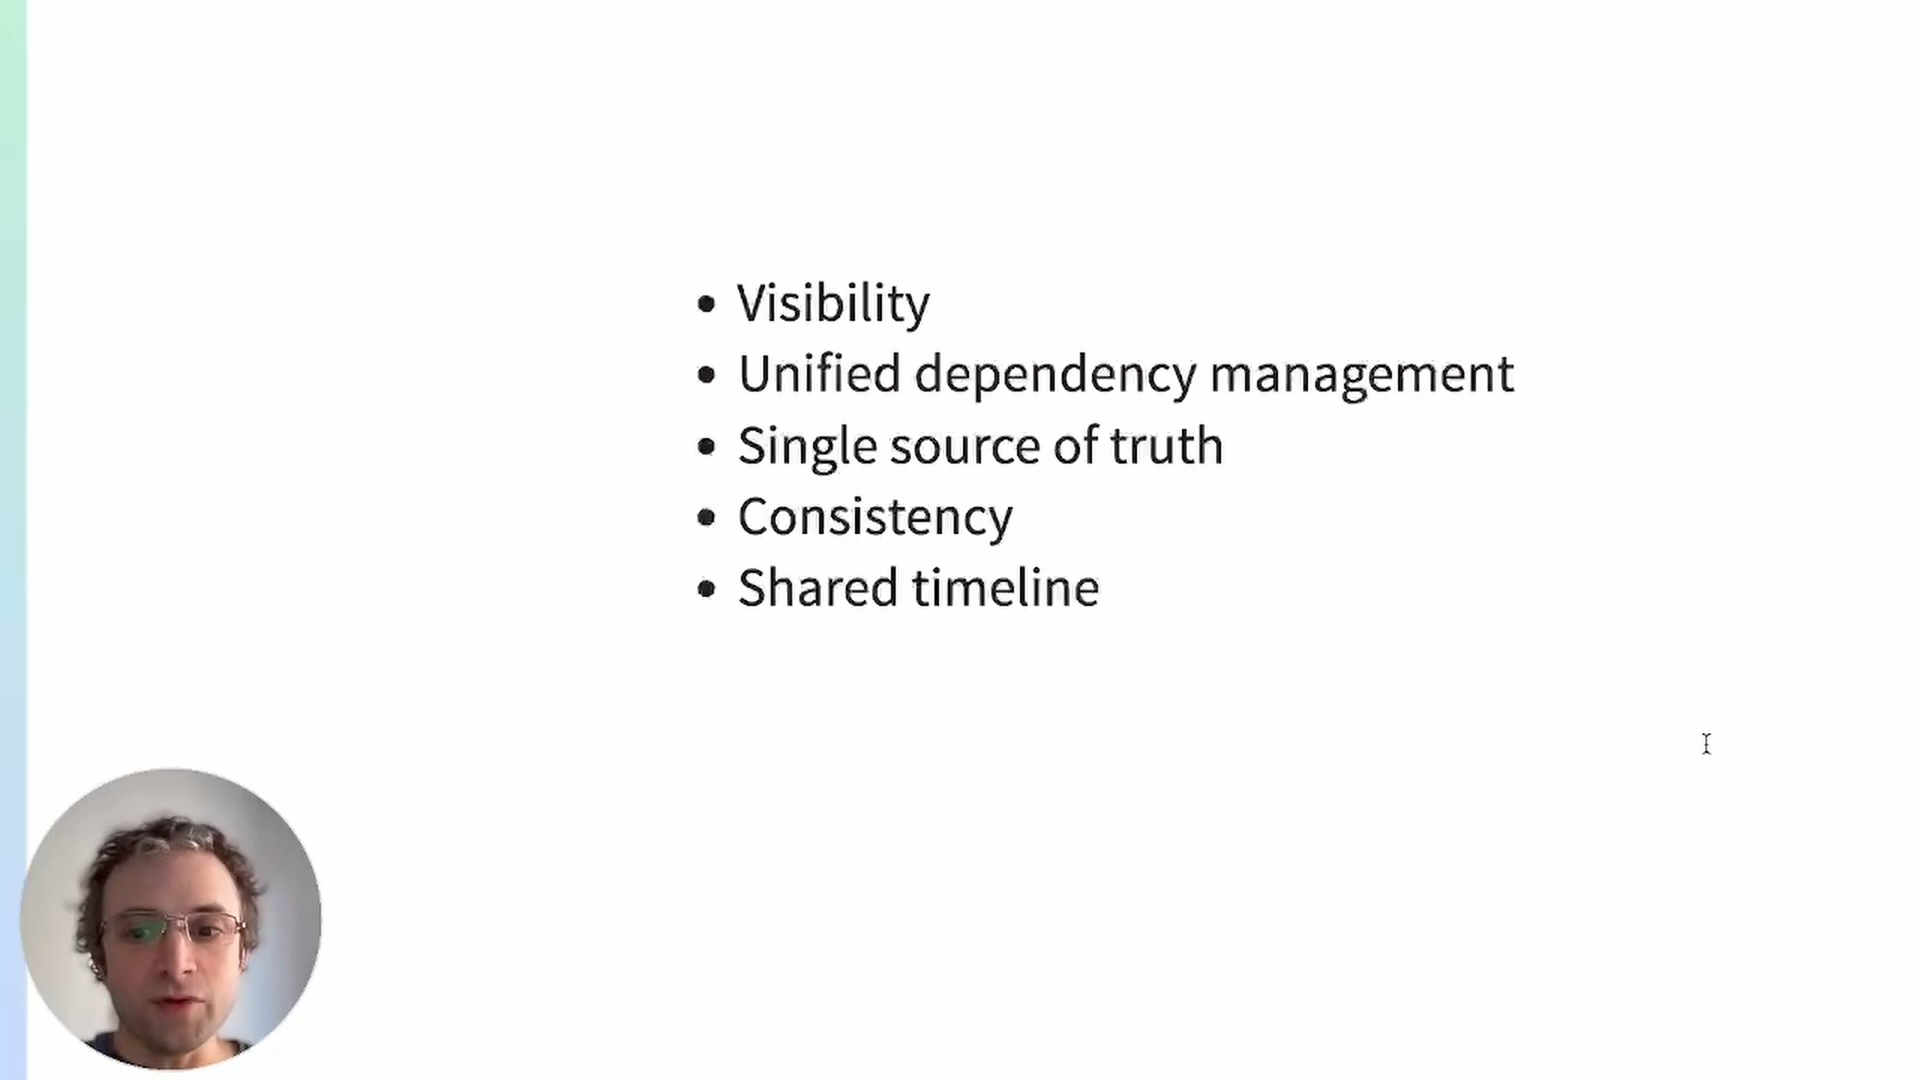 • Visibility
• Unified dependency management
• Single source of truth
• Consistency
• Shared timeline